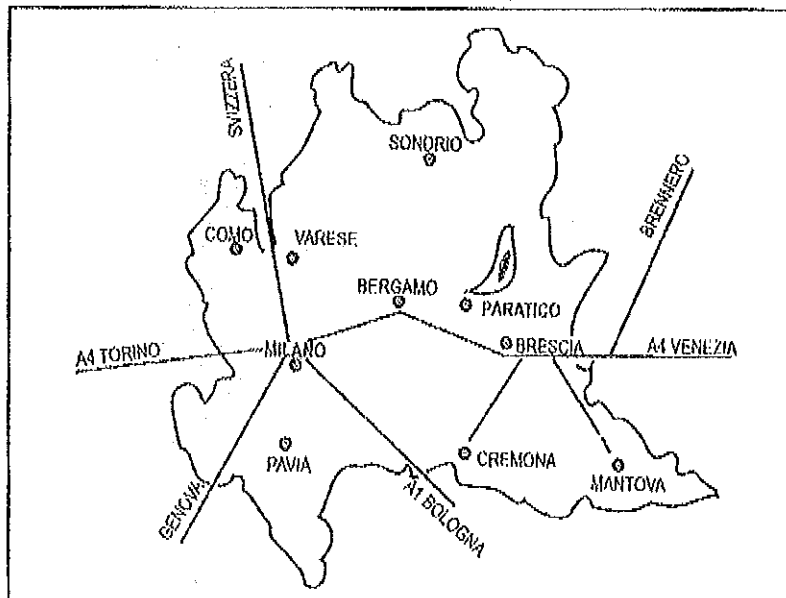 SVIZZERA
SONDRIO
BRENNERO
COMO
VARESE
BERGAMO
PARATICO
A4 TORINO
MILANO
BRESCIA
A4 VENEZIA
PAVIA
CREMONA
MANTOVA
GENOVA
A1 BOLOGNA